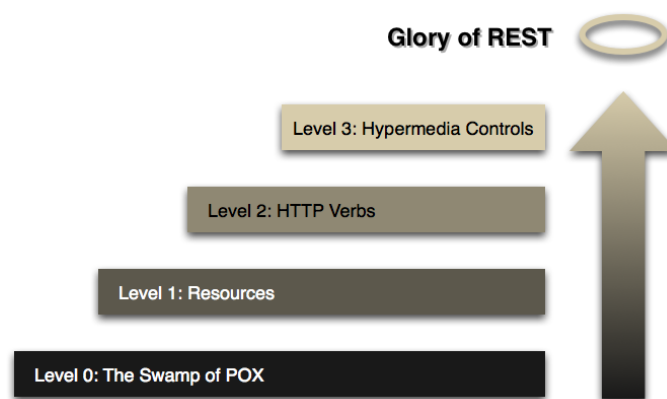 Glory of REST
Level 3: Hypermedia Controls
Level 2: HTTP Verbs
Level 1: Resources
Level 0: The Swamp of POX